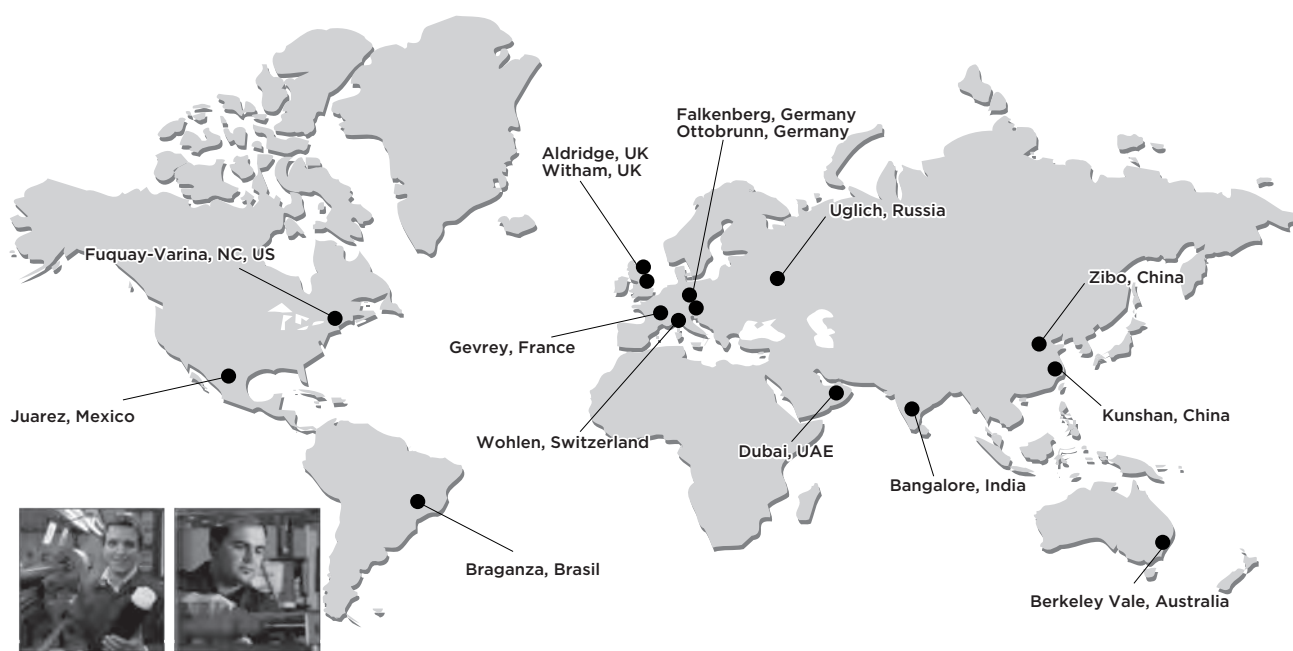 Falkenberg, Germany
Ottobrunn, Germany
Aldridge, UK
Witham, UK
Uglich, Russia
Fuquay-Varina, NC, US
Zibo, China
Gevrey, France
Juarez, Mexico
Kunshan, China
Wohlen, Switzerland
Dubai, UAE
Bangalore, India
Braganza, Brasil
Berkeley Vale, Australia